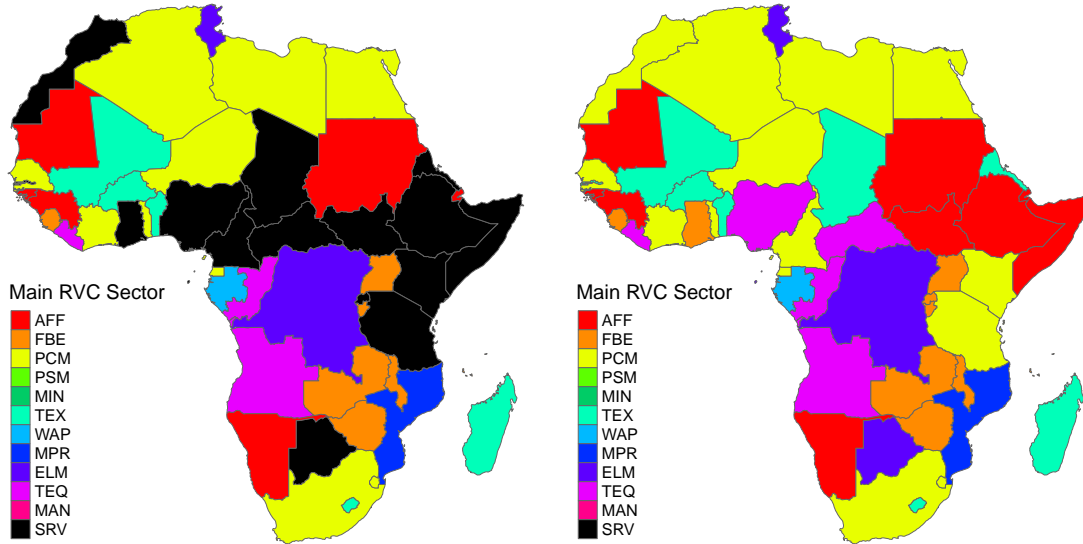 Main RVC Sector
AFF
FBE
PCM
PSM
MIN
TEX
WAP
MPR
ELM
TEQ
MAN
SRV
Main RVC Sector
AFF
FBE
PCM
PSM
MIN
TEX
WAP
MPR
ELM
TEQ
MAN
SRV